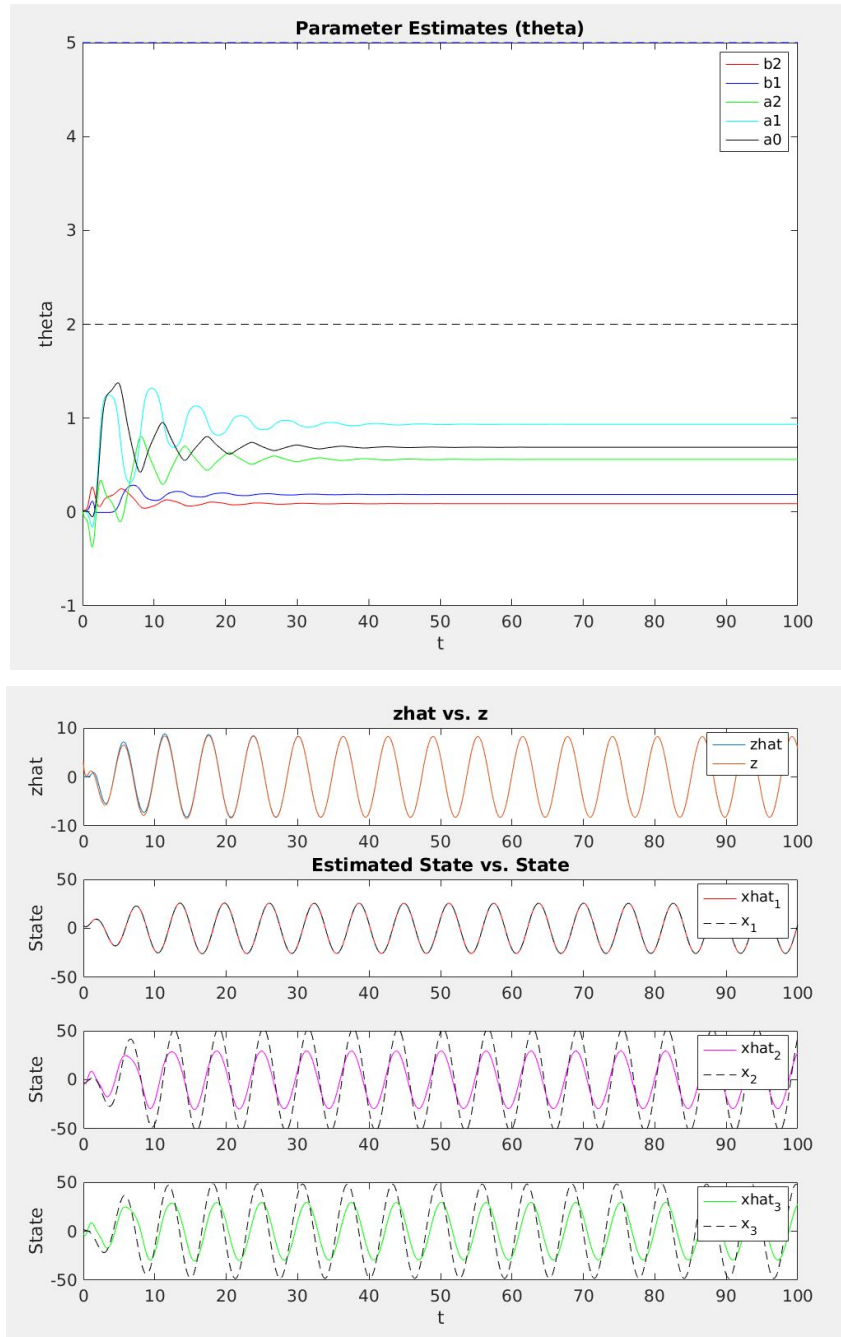 Parameter Estimates (theta)
5
4
3
2
1
0
-1
theta
b2
b1
a2
a1
a0
0 10 20 30 40 50 60 70 80 90 100
t
zhat vs. z
10
0
-10
zhat
zhat
z
0 10 20 30 40 50 60 70 80 90 100
Estimated State vs. State
50
0
-50
State
xhat1
x1
0 10 20 30 40 50 60 70 80 90 100
50
0
-50
State
xhat2
x2
0 10 20 30 40 50 60 70 80 90 100
50
0
-50
State
xhat3
x3
0 10 20 30 40 50 60 70 80 90 100
t